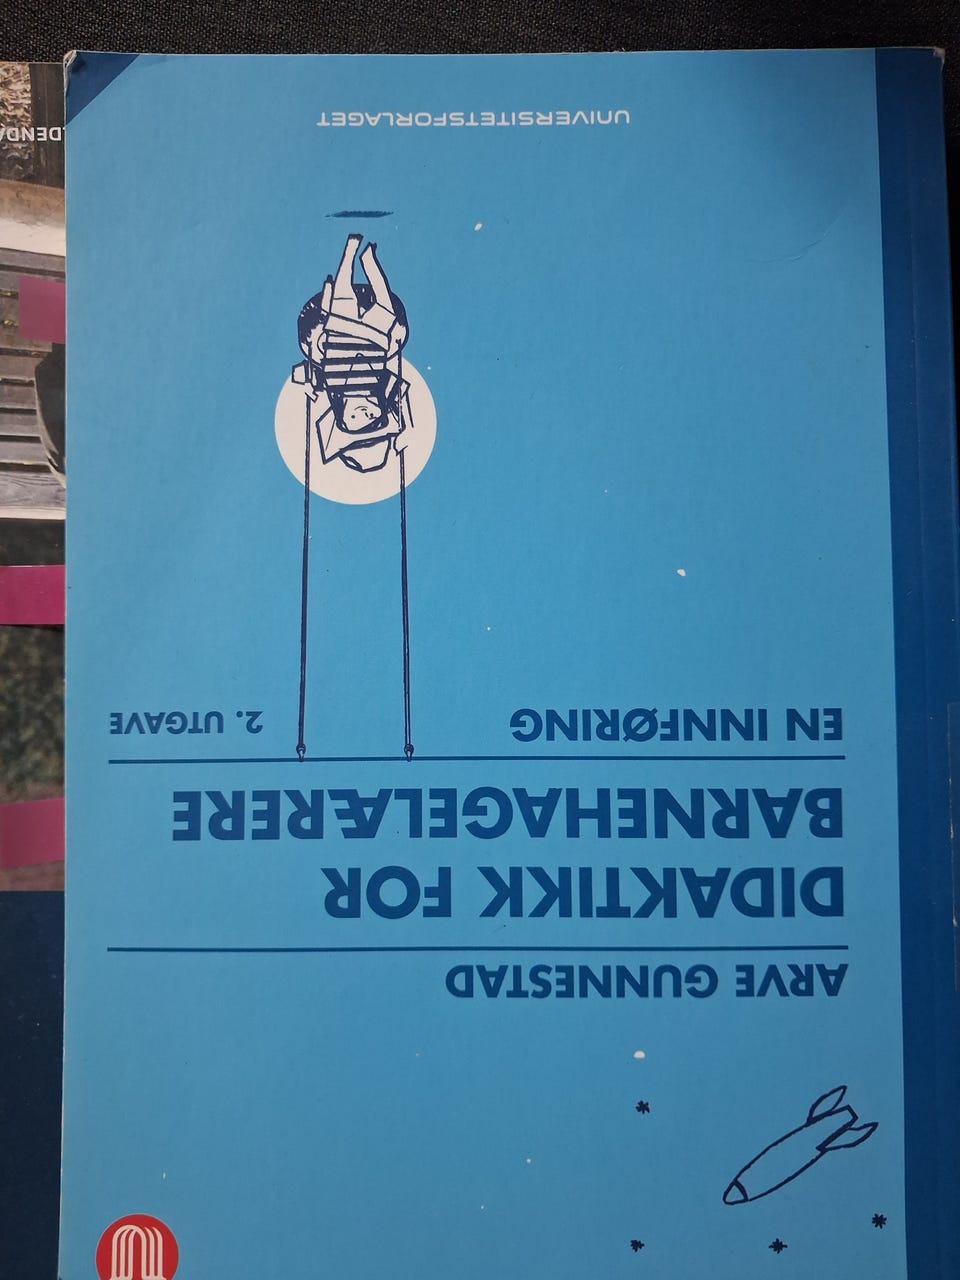 ARVE GUNNESTAD
DIDAKTIKK FOR
BARNEHAGELÆRERE
EN INNFØRING
2. UTGAVE
UNIVERSITETSFORLAGET